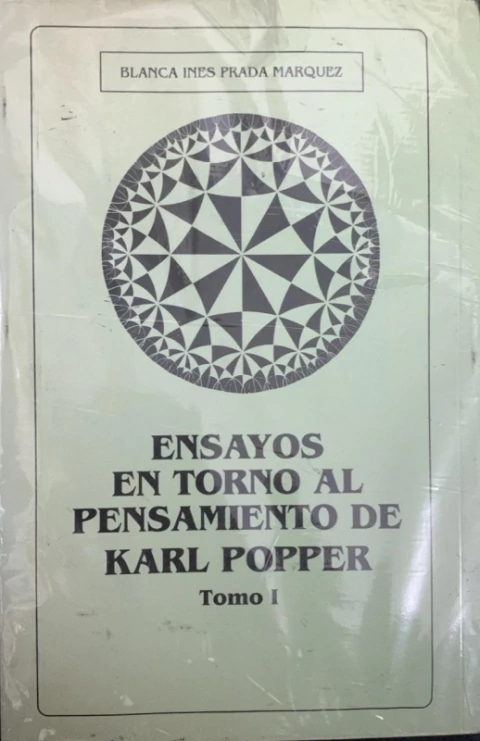 BLANCA INES PRADA MARQUEZ
ENSAYOS
EN TORNO AL
PENSAMIENTO DE
KARL POPPER
Tomo I